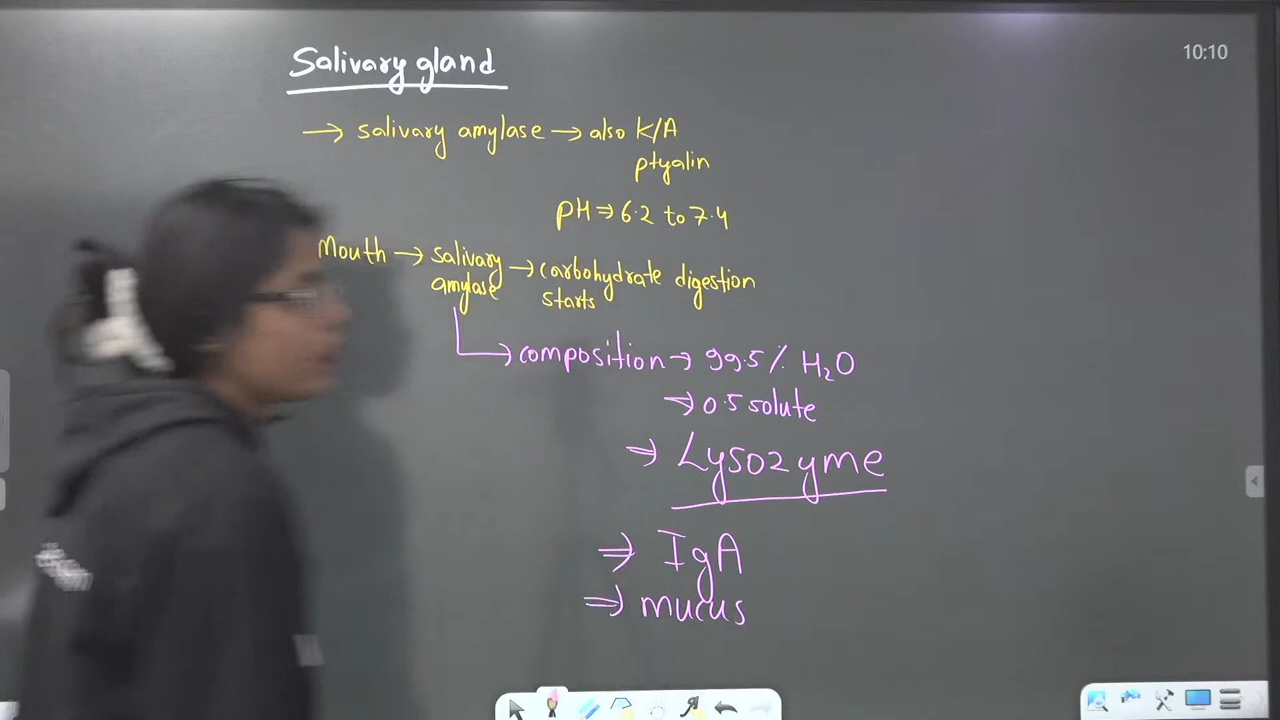 10:10
Salivary gland
→ salivary amylase → also K/A
ptyalin
pH ⇒ 6.2 to 7.4
Mouth → salivary amylase → carbohydrate digestion starts
→ composition → 99.5% H₂O
→ 0.5 solute
⇒ Lysozyme
⇒ IgA
⇒ mucus